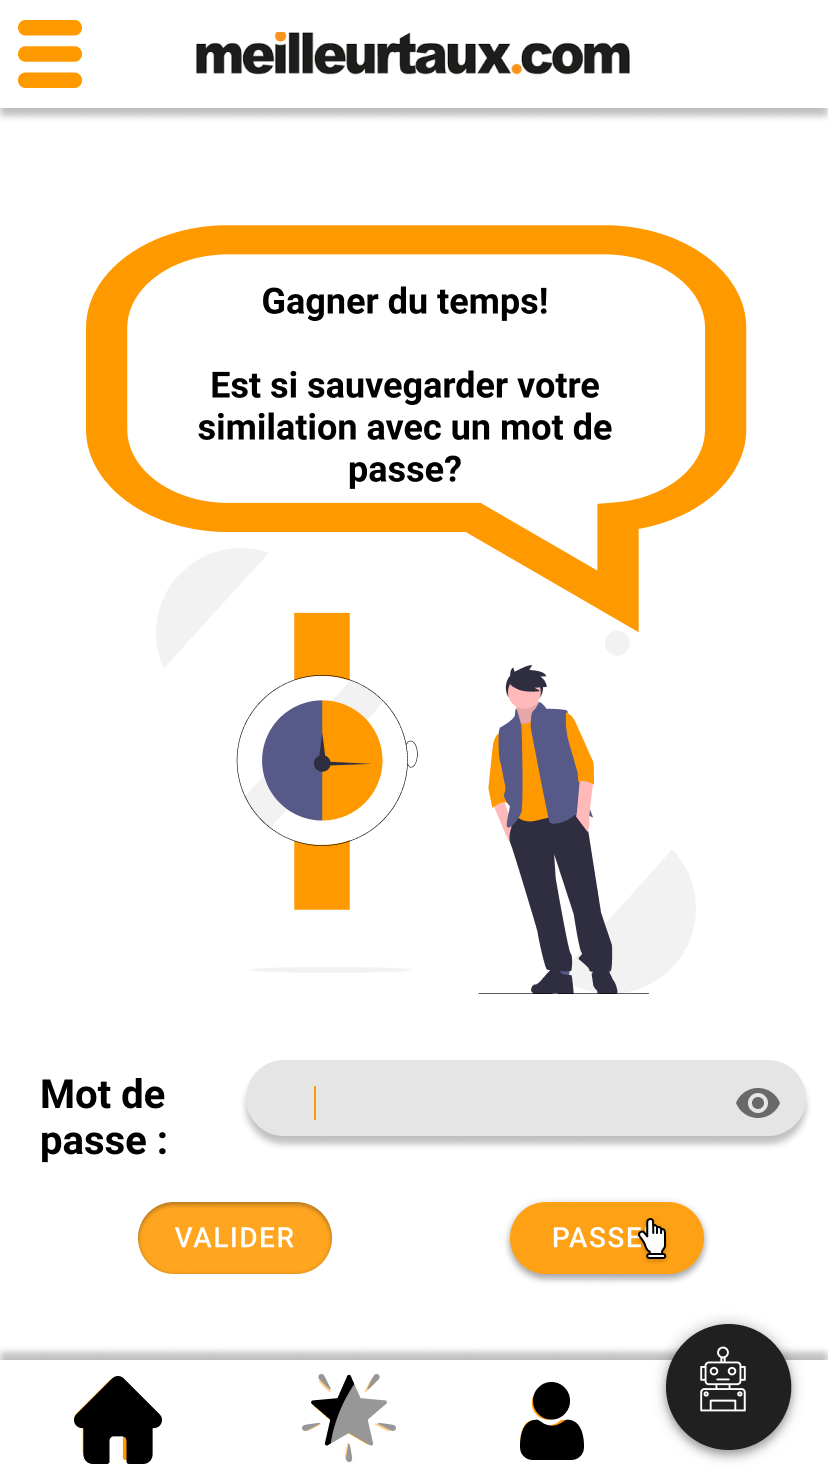 meilleurtaux.com
Gagner du temps!
Est si sauvegarder votre
similation avec un mot de
passe?
Mot de
passe :
VALIDER
PASSE